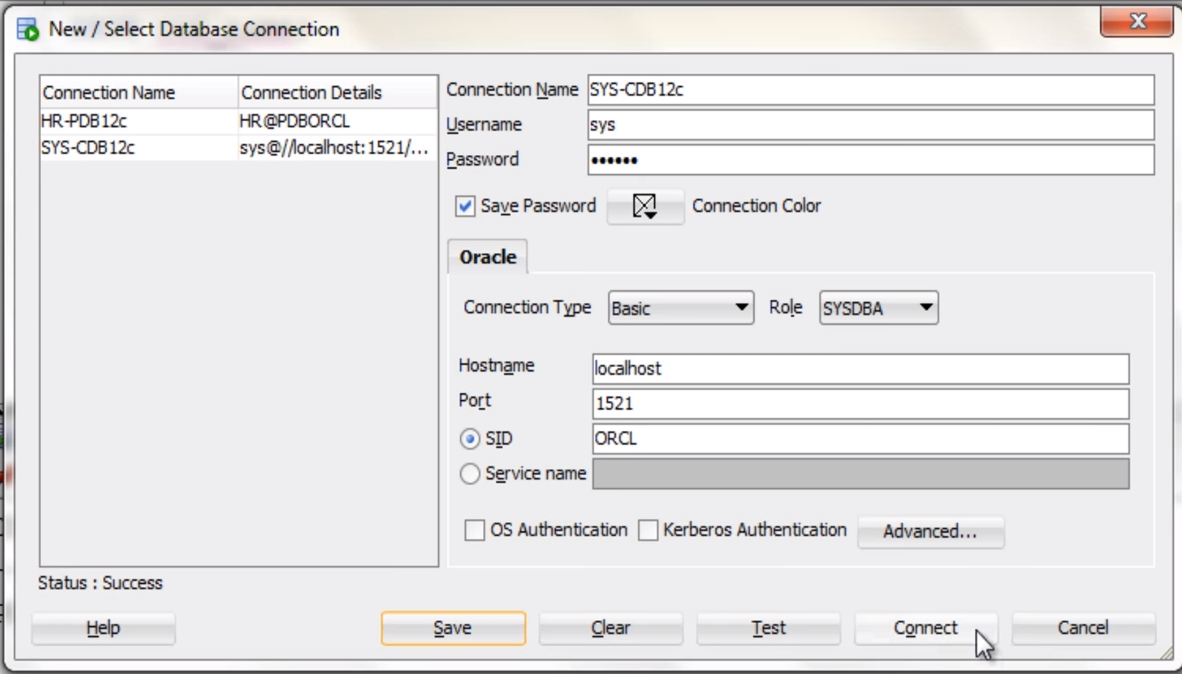 New / Select Database Connection
Connection Name Connection Details
HR-PDB12c HR@PDBORCL
SYS-CDB12c sys@//localhost:1521/...
Connection Name SYS-CDB12c
Username sys
Password ••••••
Save Password Connection Color
Oracle
Connection Type Basic Role SYSDBA
Hostname localhost
Port 1521
SID ORCL
Service name
OS Authentication Kerberos Authentication Advanced...
Status : Success
Help Save Clear Test Connect Cancel